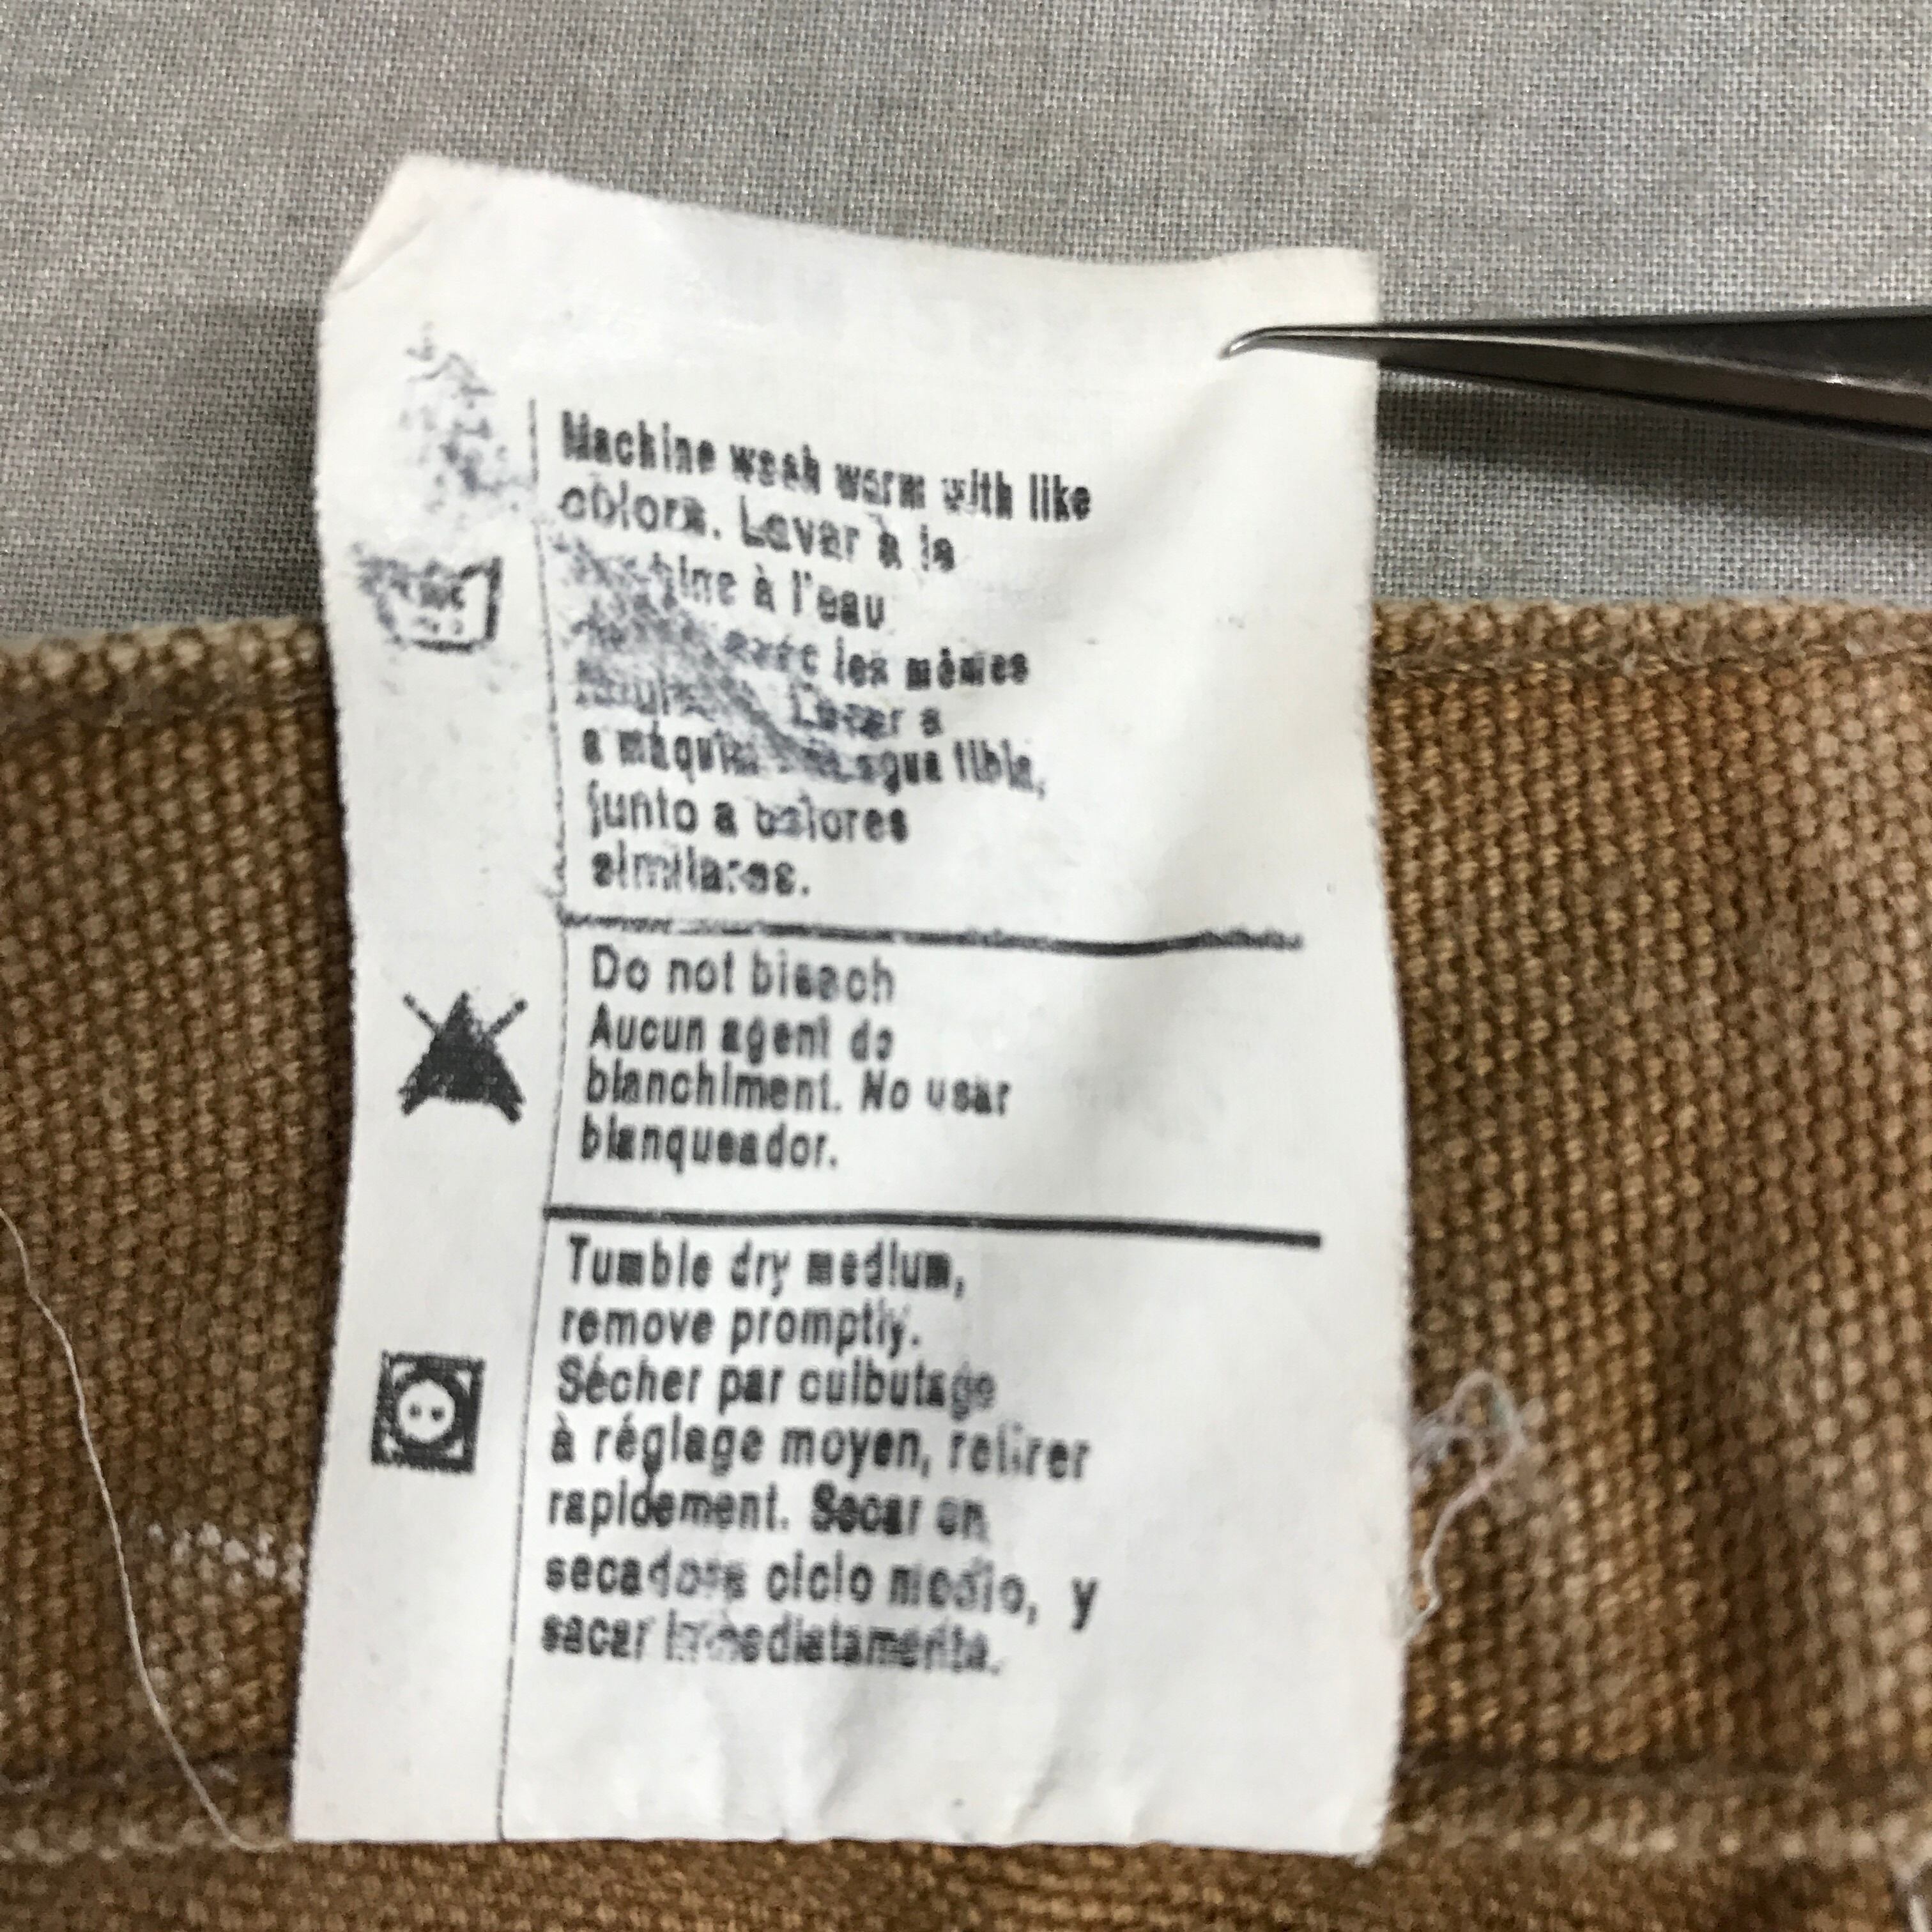 Machine wash warm with like
colors. Laver à la
à l'eau
avec les mêmes
Lavar a
a agua tibia,
junto a colores
similares.
Do not bleach
Aucun agent de
blanchiment. No usar
blanqueador.
Tumble dry medium,
remove promptly.
Sécher par culbutage
à réglage moyen, retirer
rapidement. Secar en
secadora ciclo medio, y
sacar inmediatamente.